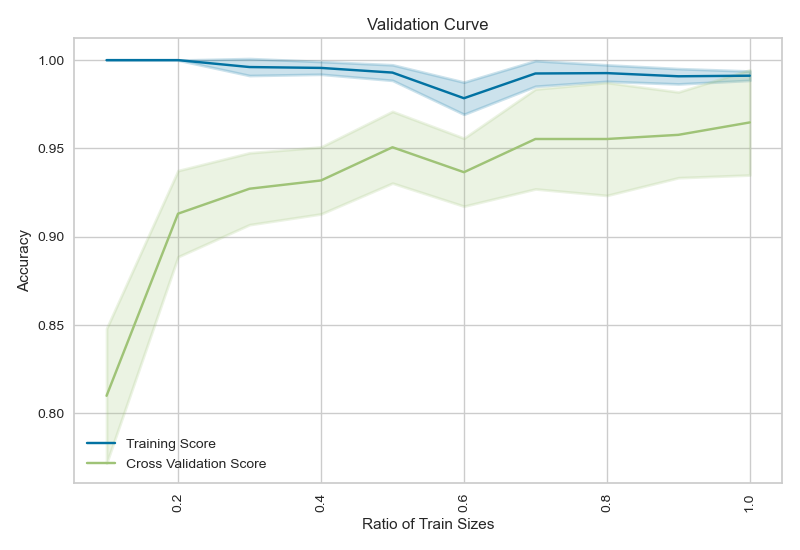 Validation Curve
Accuracy
1.00
0.95
0.90
0.85
0.80
Training Score
Cross Validation Score
0.2
0.4
0.6
0.8
1.0
Ratio of Train Sizes